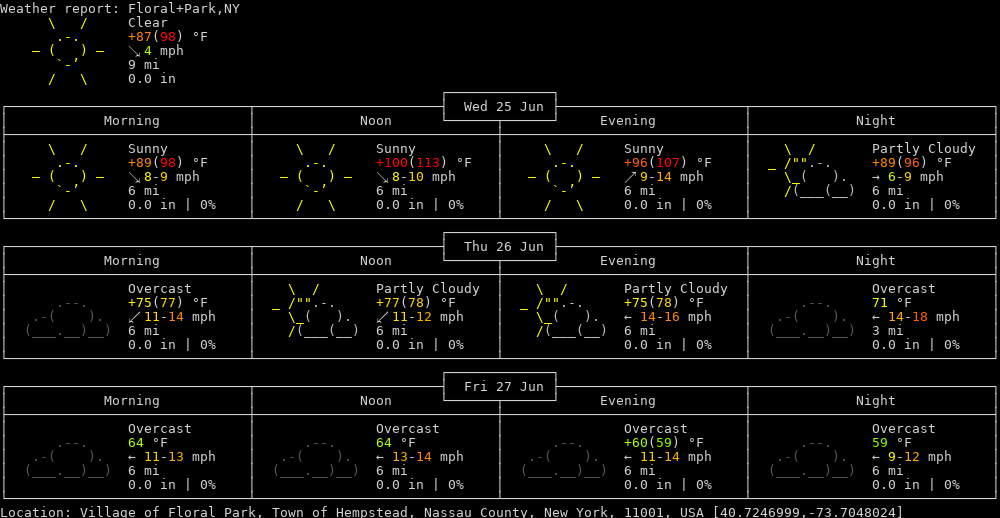 Weather report: Floral+Park,NY
Clear
+87(98) °F
↘ 4 mph
9 mi
0.0 in
Wed 25 Jun
Morning Noon Evening Night
Sunny Sunny Sunny Partly Cloudy
+89(98) °F +100(113) °F +96(107) °F +89(96) °F
↘ 8-9 mph ↘ 8-10 mph ↗ 9-14 mph → 6-9 mph
6 mi 6 mi 6 mi 6 mi
0.0 in | 0% 0.0 in | 0% 0.0 in | 0% 0.0 in | 0%
Thu 26 Jun
Morning Noon Evening Night
Overcast Partly Cloudy Partly Cloudy Overcast
+75(77) °F +77(78) °F +75(78) °F 71 °F
↙ 11-14 mph ↙ 11-12 mph ← 14-16 mph ← 14-18 mph
6 mi 6 mi 6 mi 3 mi
0.0 in | 0% 0.0 in | 0% 0.0 in | 0% 0.0 in | 0%
Fri 27 Jun
Morning Noon Evening Night
Overcast Overcast Overcast Overcast
64 °F 64 °F +60(59) °F 59 °F
← 11-13 mph ← 13-14 mph ← 11-14 mph ← 9-12 mph
6 mi 6 mi 6 mi 6 mi
0.0 in | 0% 0.0 in | 0% 0.0 in | 0% 0.0 in | 0%
Location: Village of Floral Park, Town of Hempstead, Nassau County, New York, 11001, USA [40.7246999,-73.7048024]